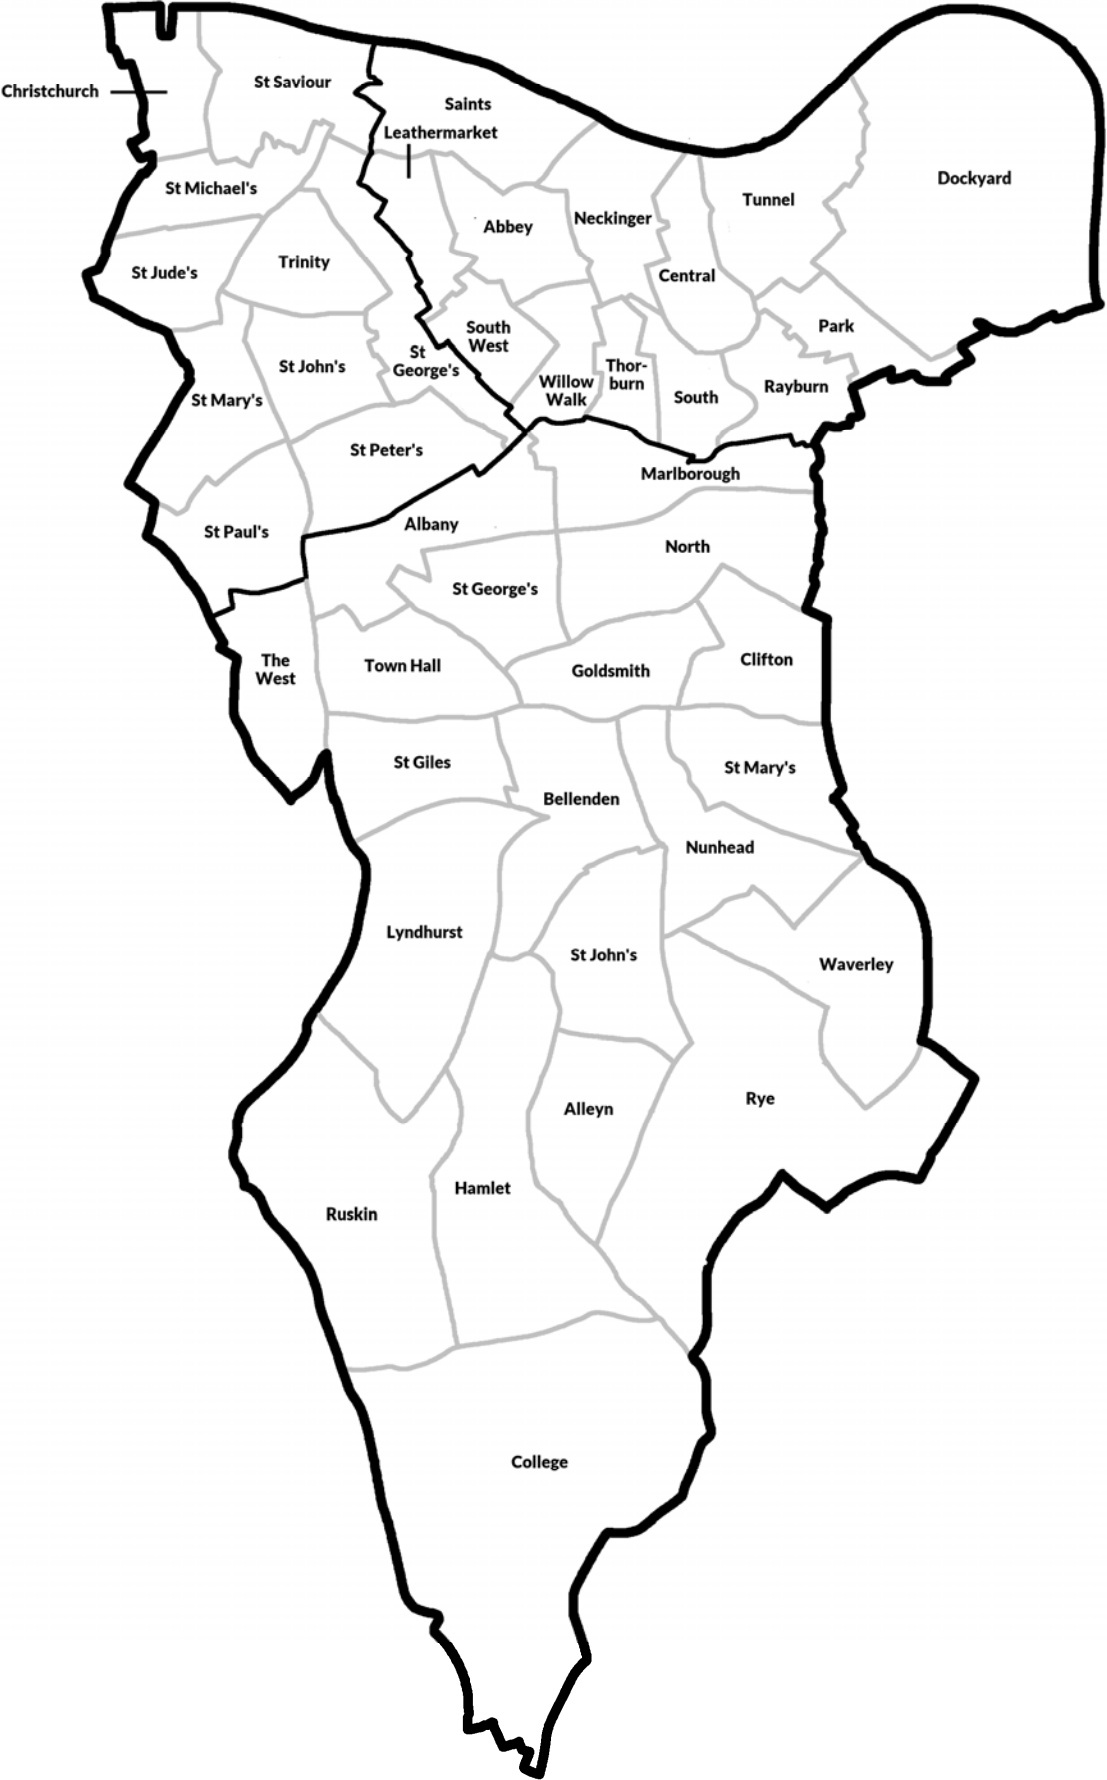 St Saviour
Christchurch
Saints
Leathermarket
St Michael's
Dockyard
Tunnel
Neckinger
Abbey
Trinity
St Jude's
Central
South
West
Park
St
George's
St John's
Thor-
burn
Willow
Walk
Rayburn
South
St Mary's
St Peter's
Marlborough
Albany
St Paul's
North
St George's
The
West
Town Hall
Goldsmith
Clifton
St Giles
St Mary's
Bellenden
Nunhead
Lyndhurst
St John's
Waverley
Rye
Alleyn
Hamlet
Ruskin
College